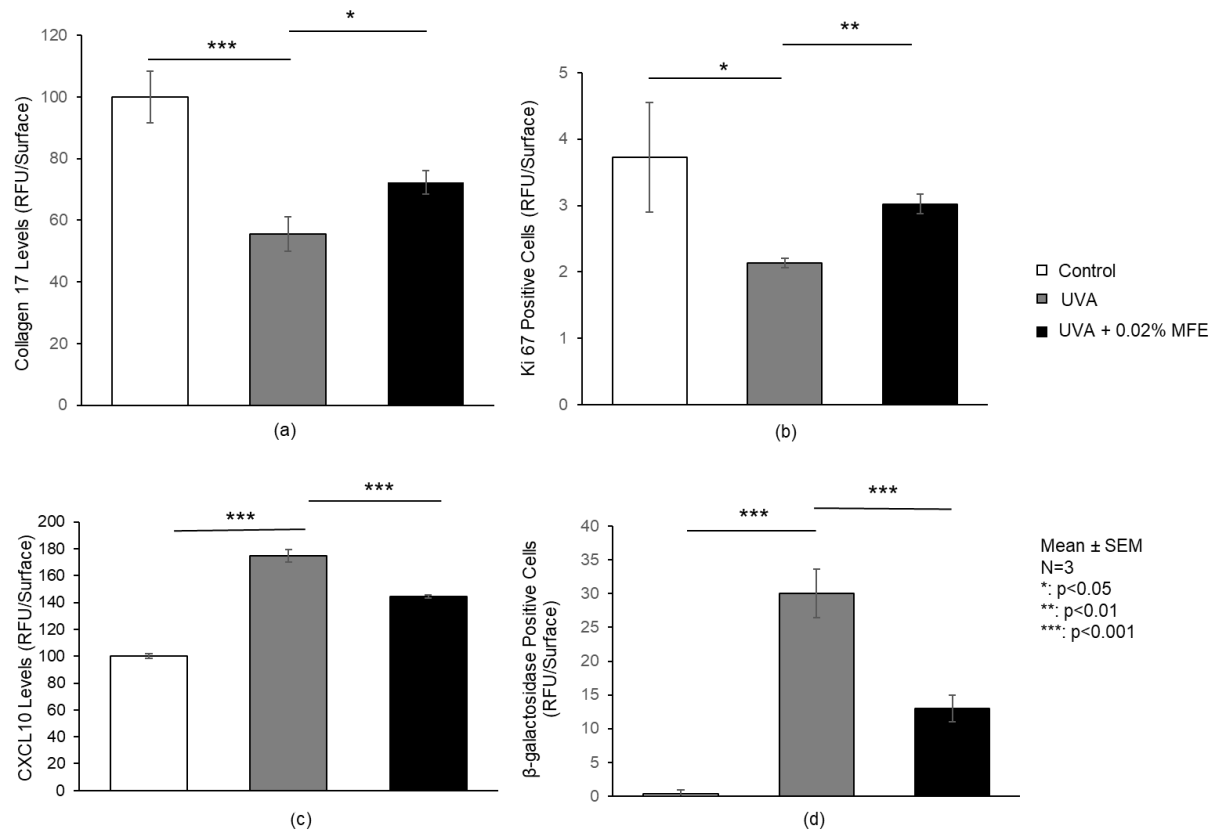 *
***
120
100
80
60
40
20
0
Collagen 17 Levels (RFU/Surface)
(a)
**
*
5
4
3
2
1
0
Ki 67 Positive Cells (RFU/Surface)
(b)
Control
UVA
UVA + 0.02% MFE
***
***
200
180
160
140
120
100
80
60
40
20
0
CXCL10 Levels (RFU/Surface)
(c)
***
***
40
35
30
25
20
15
10
5
0
β-galactosidase Positive Cells
(RFU/Surface)
(d)
Mean ± SEM
N=3
*: p<0.05
**: p<0.01
***: p<0.001